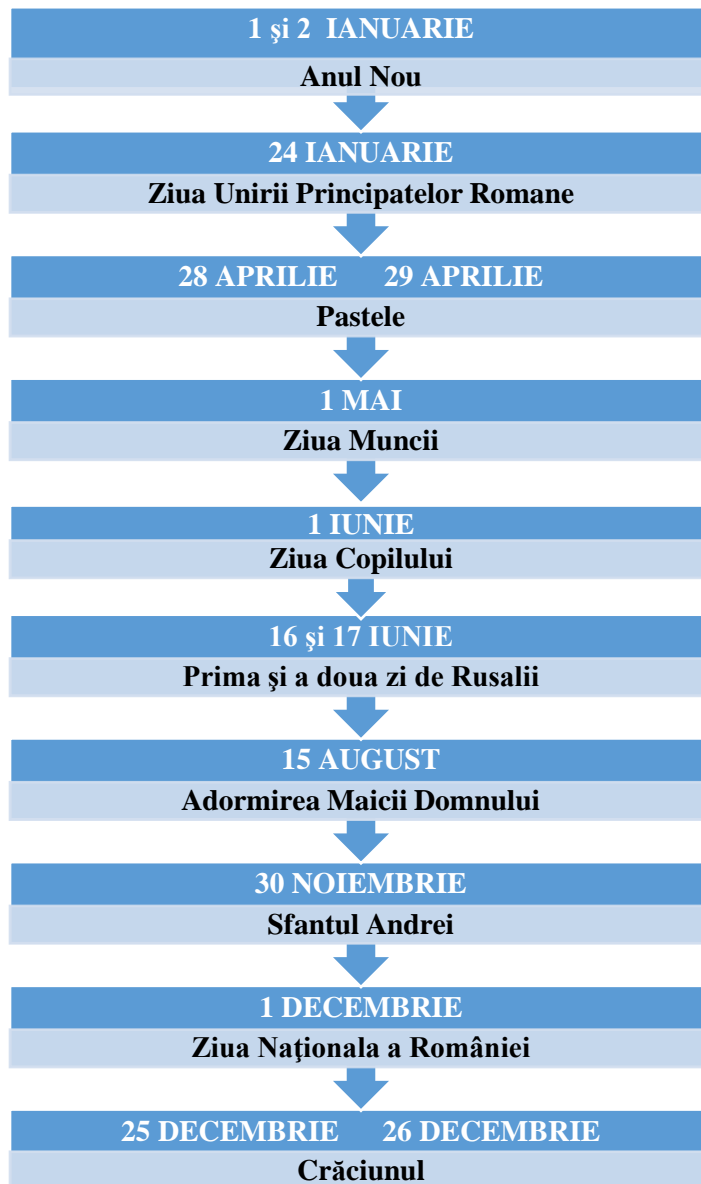 1 şi 2 IANUARIE
Anul Nou
24 IANUARIE
Ziua Unirii Principatelor Romane
28 APRILIE 29 APRILIE
Pastele
1 MAI
Ziua Muncii
1 IUNIE
Ziua Copilului
16 şi 17 IUNIE
Prima şi a doua zi de Rusalii
15 AUGUST
Adormirea Maicii Domnului
30 NOIEMBRIE
Sfantul Andrei
1 DECEMBRIE
Ziua Naţionala a României
25 DECEMBRIE 26 DECEMBRIE
Crăciunul